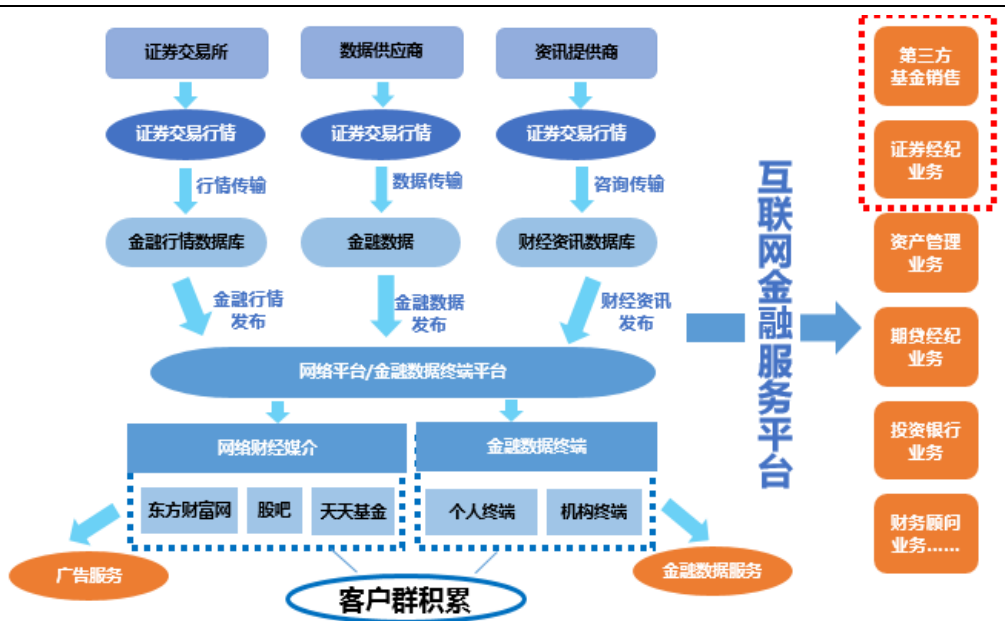 证券交易所
数据供应商
资讯提供商
证券交易行情
证券交易行情
证券交易行情
行情传输
数据传输
咨询传输
金融行情数据库
金融数据
财经资讯数据库
金融行情
发布
金融数据
发布
财经资讯
发布
网络平台/金融数据终端平台
网络财经媒介
金融数据终端
东方财富网
股吧
天天基金
个人终端
机构终端
广告服务
金融数据服务
客户群积累
互联网金融服务平台
第三方
基金销售
证券经纪
业务
资产管理
业务
期贷经纪
业务
投资银行
业务
财务顾问
业务……